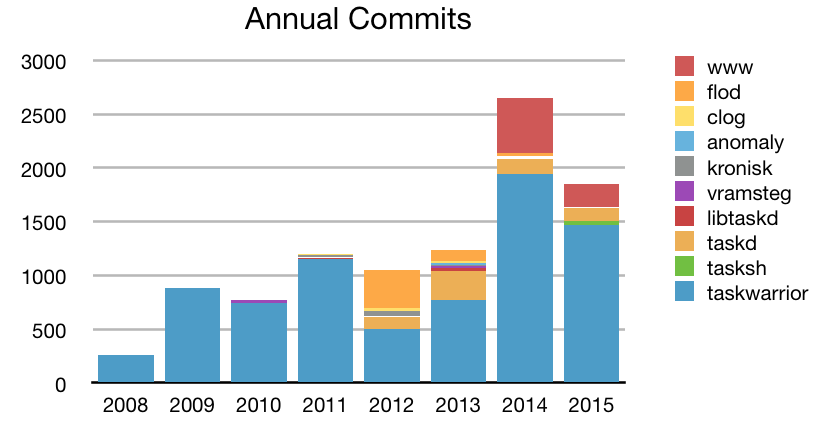 Annual Commits
3000
2500
2000
1500
1000
500
0
2008 2009 2010 2011 2012 2013 2014 2015
www
flod
clog
anomaly
kronisk
vramsteg
libtaskd
taskd
tasksh
taskwarrior